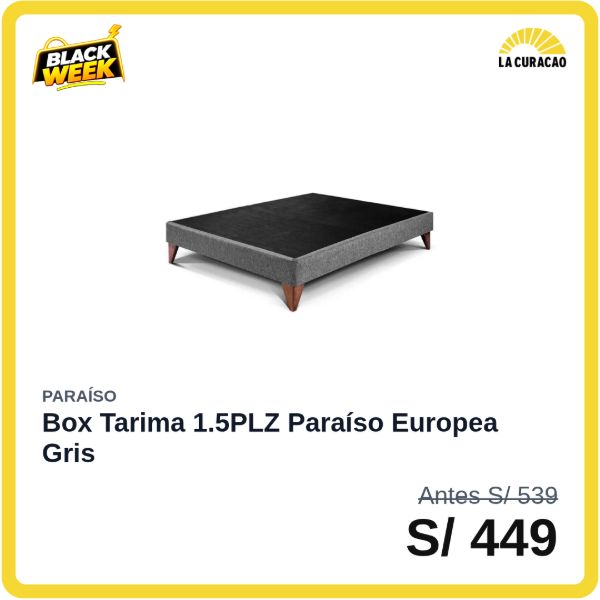 BLACK
WEEK
LA CURACAO
PARAÍSO
Box Tarima 1.5PLZ Paraíso Europea
Gris
Antes S/ 539
S/ 449